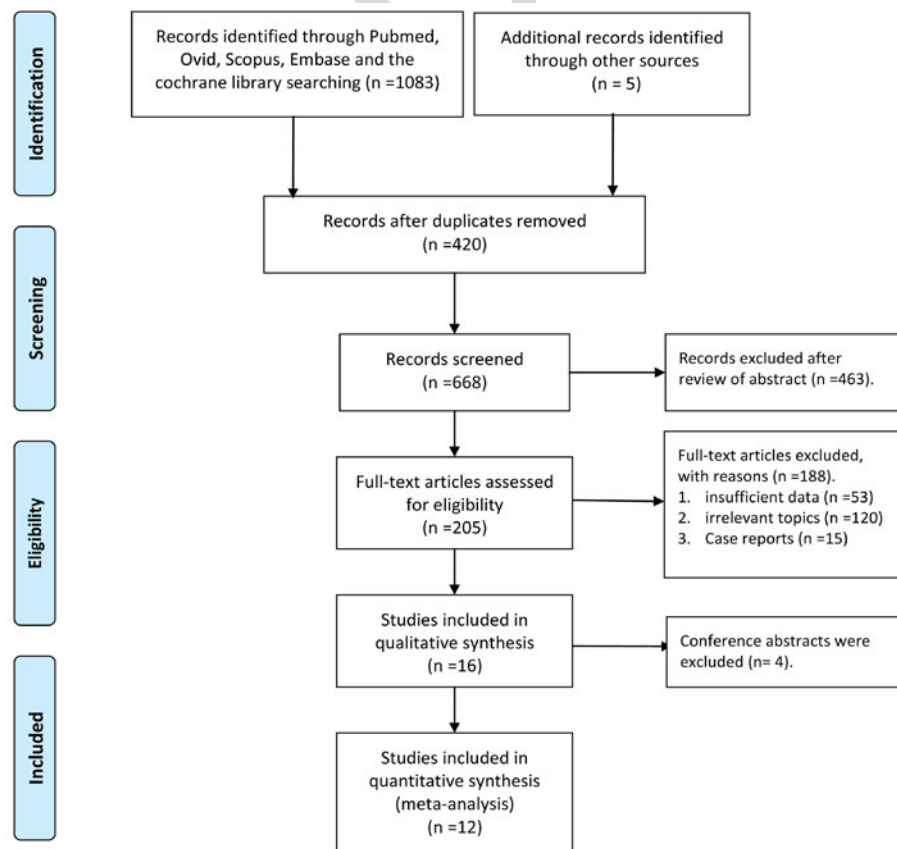 Identification
Records identified through Pubmed,
Ovid, Scopus, Embase and the
cochrane library searching (n =1083)
Additional records identified
through other sources
(n = 5)
Records after duplicates removed
(n =420)
Screening
Records screened
(n =668)
Records excluded after
review of abstract (n =463).
Eligibility
Full-text articles assessed
for eligibility
(n =205)
Full-text articles excluded,
with reasons (n =188).
1. insufficient data (n =53)
2. irrelevant topics (n =120)
3. Case reports (n =15)
Studies included in
qualitative synthesis
(n =16)
Conference abstracts were
excluded (n= 4).
Included
Studies included in
quantitative synthesis
(meta-analysis)
(n =12)